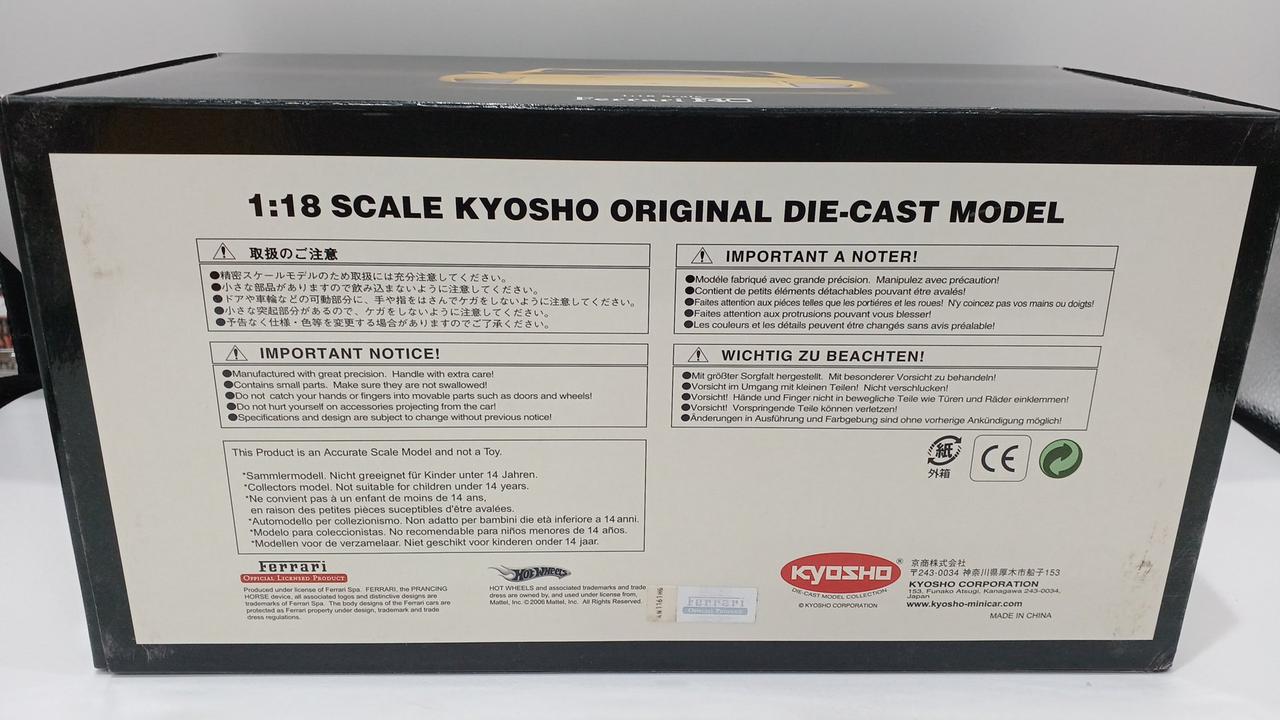 1:18 Scale
Ferrari F40
1:18 SCALE KYOSHO ORIGINAL DIE-CAST MODEL
取扱のご注意
●精密スケールモデルのため取扱には充分注意してください。
●小さな部品がありますので飲み込まないように注意してください。
●ドアや車輪などの可動部分に、手や指をはさんでケガをしないように注意してください。
●小さい突起部分があるので、ケガをしないように注意してください。
●予告なく仕様・色等を変更する場合がありますのでご了承ください。
IMPORTANT NOTICE!
●Manufactured with great precision. Handle with extra care!
●Contains small parts. Make sure they are not swallowed!
●Do not catch your hands or fingers into movable parts such as doors and wheels!
●Do not hurt yourself on accessories projecting from the car!
●Specifications and design are subject to change without previous notice!
IMPORTANT A NOTER!
●Modéle fabriqué avec grande précision. Manipulez avec précaution!
●Contient de petits éléments détachables pouvant étre avalés!
●Faites attention aux piéces telles que les portiéres et les roues! N'y coincez pas vos mains ou doigts!
●Faites attention aux protrusions pouvant vous blesser!
●Les couleurs et les détails peuvent étre changés sans avis préalable!
WICHTIG ZU BEACHTEN!
●Mit größter Sorgfalt hergestellt. Mit besonderer Vorsicht zu behandeln!
●Vorsicht im Umgang mit kleinen Teilen! Nicht verschlucken!
●Vorsicht! Hände und Finger nicht in bewegliche Teile wie Türen und Räder einklemmen!
●Vorsicht! Vorspringende Teile können verletzen!
●Änderungen in Ausführung und Farbgebung sind ohne vorherige Ankündigung möglich!
This Product is an Accurate Scale Model and not a Toy.
*Sammlermodell. Nicht geeignet für Kinder unter 14 Jahren.
*Collectors model. Not suitable for children under 14 years.
*Ne convient pas à un enfant de moins de 14 ans,
en raison des petites pièces suceptibles d'être avalées.
*Automodello per collezionismo. Non adatto per bambini die età inferiore a 14 anni.
*Modelo para coleccionistas. No recomendable para niños menores de 14 años.
*Modellen voor de verzamelaar. Niet geschikt voor kinderen onder 14 jaar.
紙
外箱
CE
Ferrari
OFFICIAL LICENSED PRODUCT
Produced under license of Ferrari Spa. FERRARI, the PRANCING
HORSE device, all associated logos and distinctive designs are
trademarks of Ferrari Spa. The body designs of the Ferrari cars are
protected as Ferrari property under design, trademark and trade
dress regulations.
HOT WHEELS
HOT WHEELS and associated trademarks and trade
dress are owned by, and used under license from,
Mattel, Inc. ©2006 Mattel, Inc. All Rights Reserved.
Ferrari
OFFICIAL PRODUCT
KYOSHO®
DIE-CAST MODEL COLLECTION
© KYOSHO CORPORATION
京商株式会社
〒243-0034 神奈川県厚木市船子153
KYOSHO CORPORATION
153, Funako Atsugi, Kanagawa 243-0034,
Japan
www.kyosho-minicar.com
MADE IN CHINA